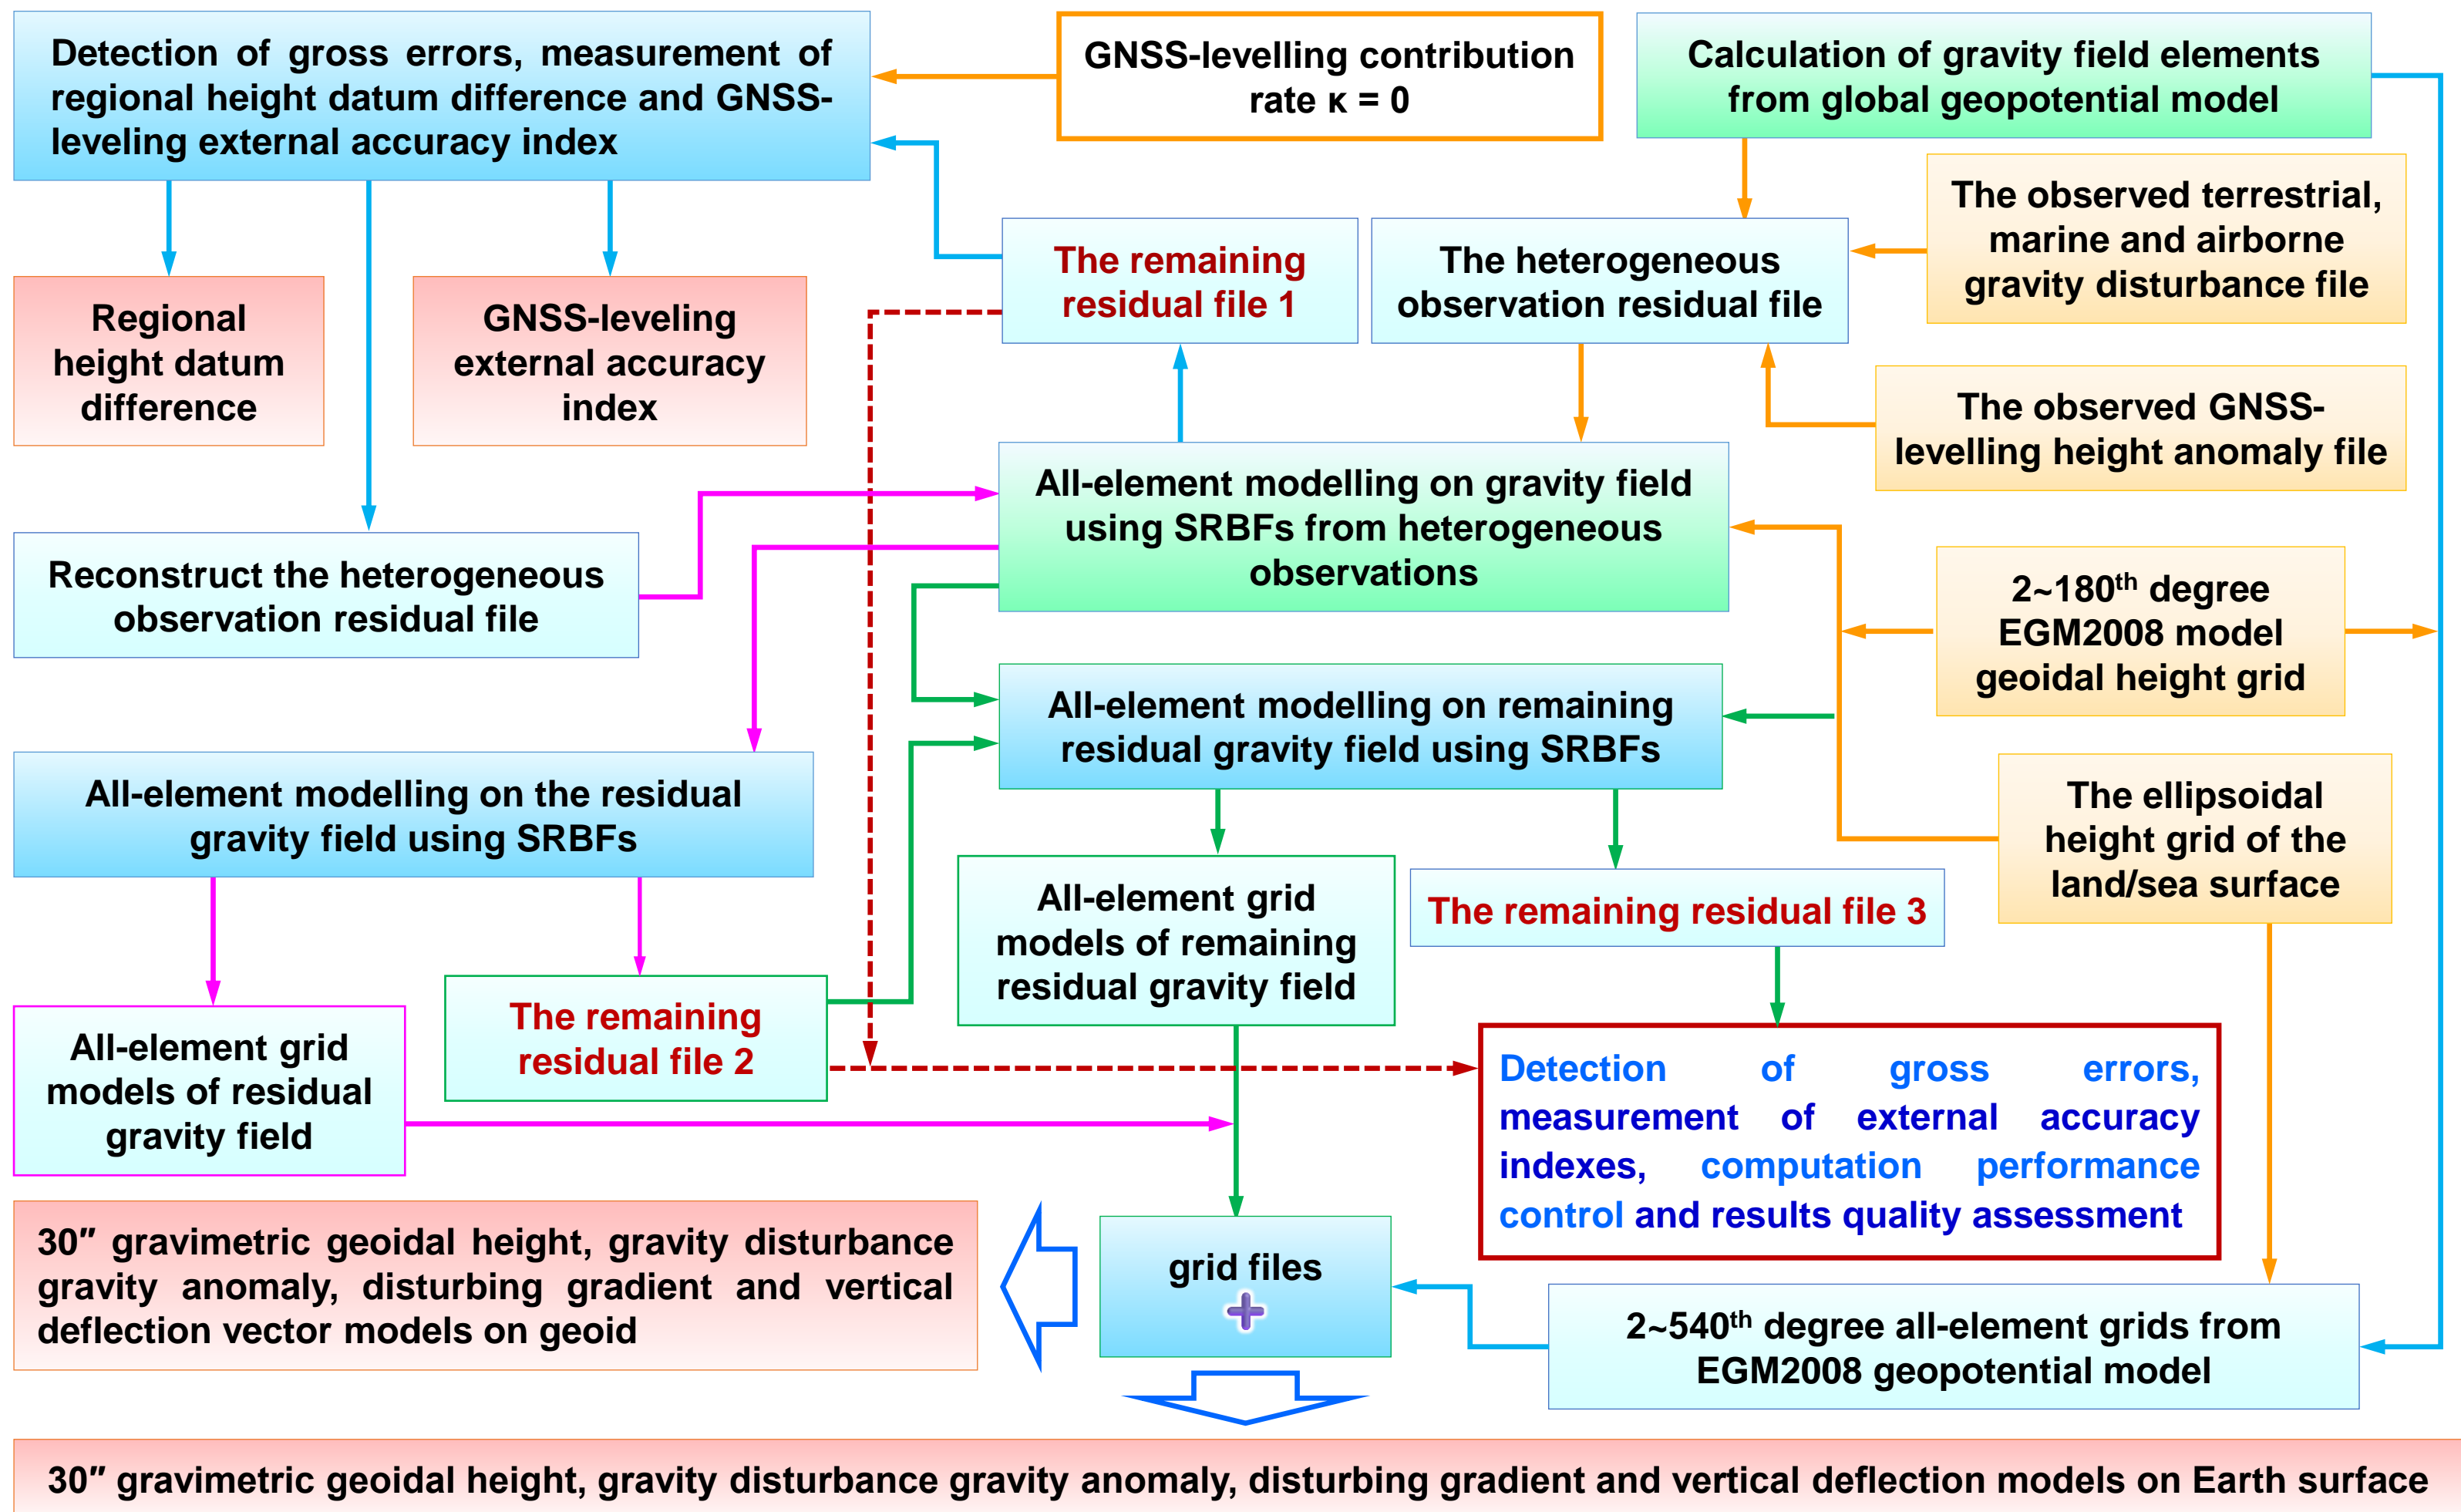 Detection of gross errors, measurement of
regional height datum difference and GNSS-
leveling external accuracy index
GNSS-levelling contribution
rate κ = 0
Calculation of gravity field elements
from global geopotential model
The observed terrestrial,
marine and airborne
gravity disturbance file
The remaining
residual file 1
The heterogeneous
observation residual file
Regional
height datum
difference
GNSS-leveling
external accuracy
index
The observed GNSS-
levelling height anomaly file
All-element modelling on gravity field
using SRBFs from heterogeneous
observations
Reconstruct the heterogeneous
observation residual file
2~180th degree
EGM2008 model
geoidal height grid
All-element modelling on remaining
residual gravity field using SRBFs
All-element modelling on the residual
gravity field using SRBFs
The ellipsoidal
height grid of the
land/sea surface
All-element grid
models of remaining
residual gravity field
The remaining residual file 3
The remaining
residual file 2
All-element grid
models of residual
gravity field
Detection of gross errors,
measurement of external accuracy
indexes, computation performance
control and results quality assessment
30″ gravimetric geoidal height, gravity disturbance
gravity anomaly, disturbing gradient and vertical
deflection vector models on geoid
grid files
2~540th degree all-element grids from
EGM2008 geopotential model
30″ gravimetric geoidal height, gravity disturbance gravity anomaly, disturbing gradient and vertical deflection models on Earth surface